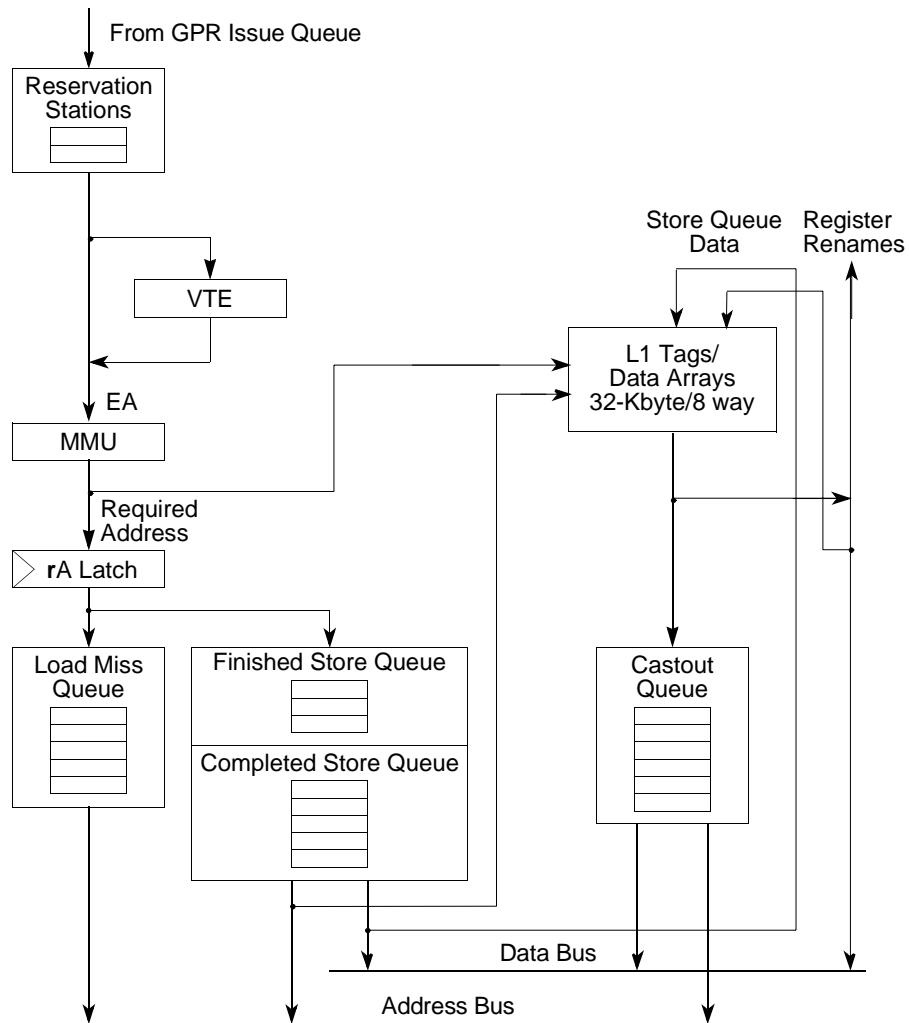 From GPR Issue Queue
Reservation
Stations
Store Queue
Data
Register
Renames
VTE
L1 Tags/
Data Arrays
32-Kbyte/8 way
EA
MMU
Required
Address
rA Latch
Load Miss
Queue
Finished Store Queue
Castout
Queue
Completed Store Queue
Data Bus
Address Bus